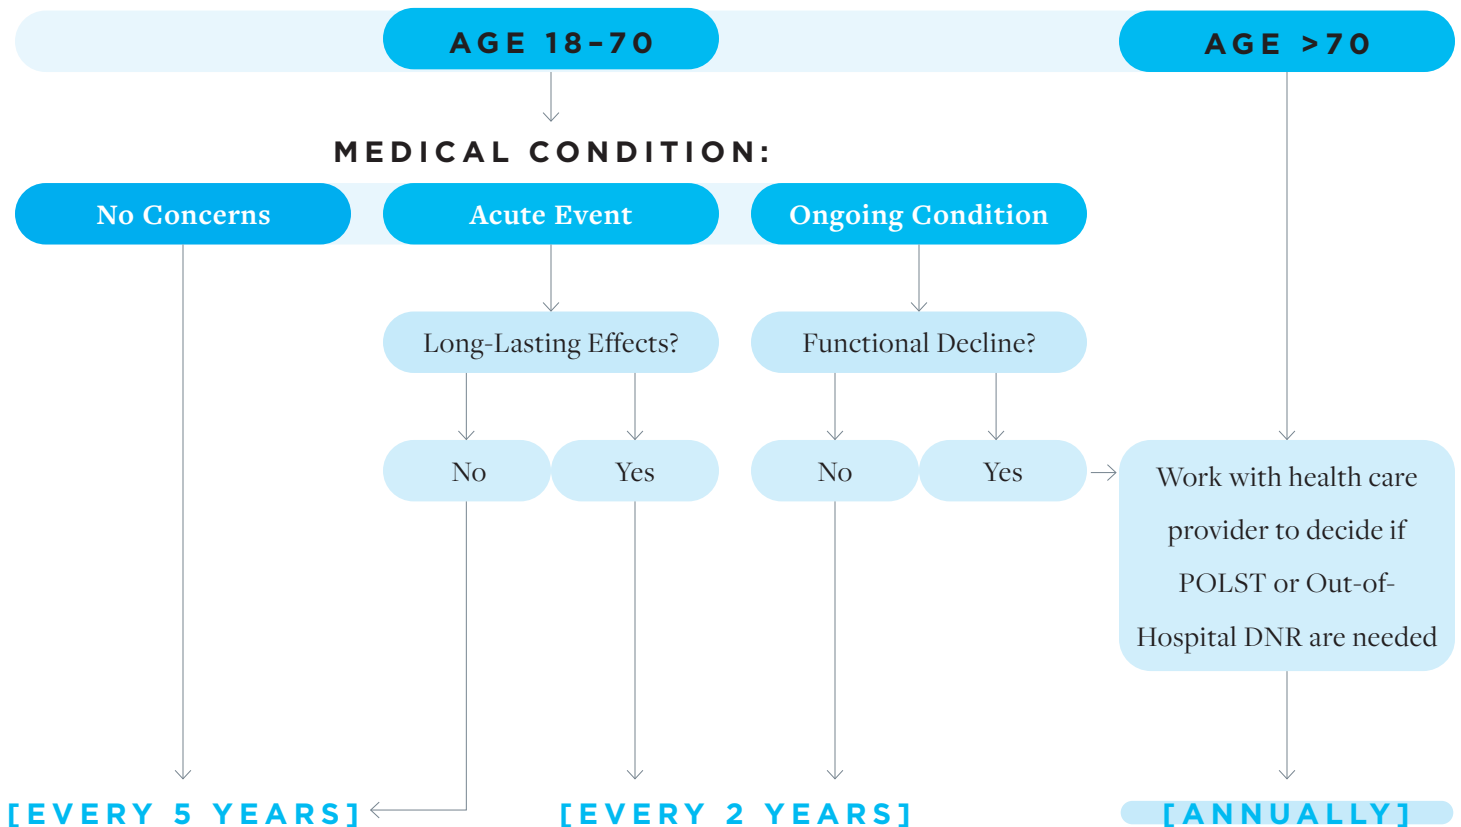 AGE 18-70
AGE >70
MEDICAL CONDITION:
No Concerns
Acute Event
Ongoing Condition
Long-Lasting Effects?
Functional Decline?
No
Yes
No
Yes
Work with health care
provider to decide if
POLST or Out-of-
Hospital DNR are needed
[EVERY 5 YEARS]
[EVERY 2 YEARS]
[ANNUALLY]